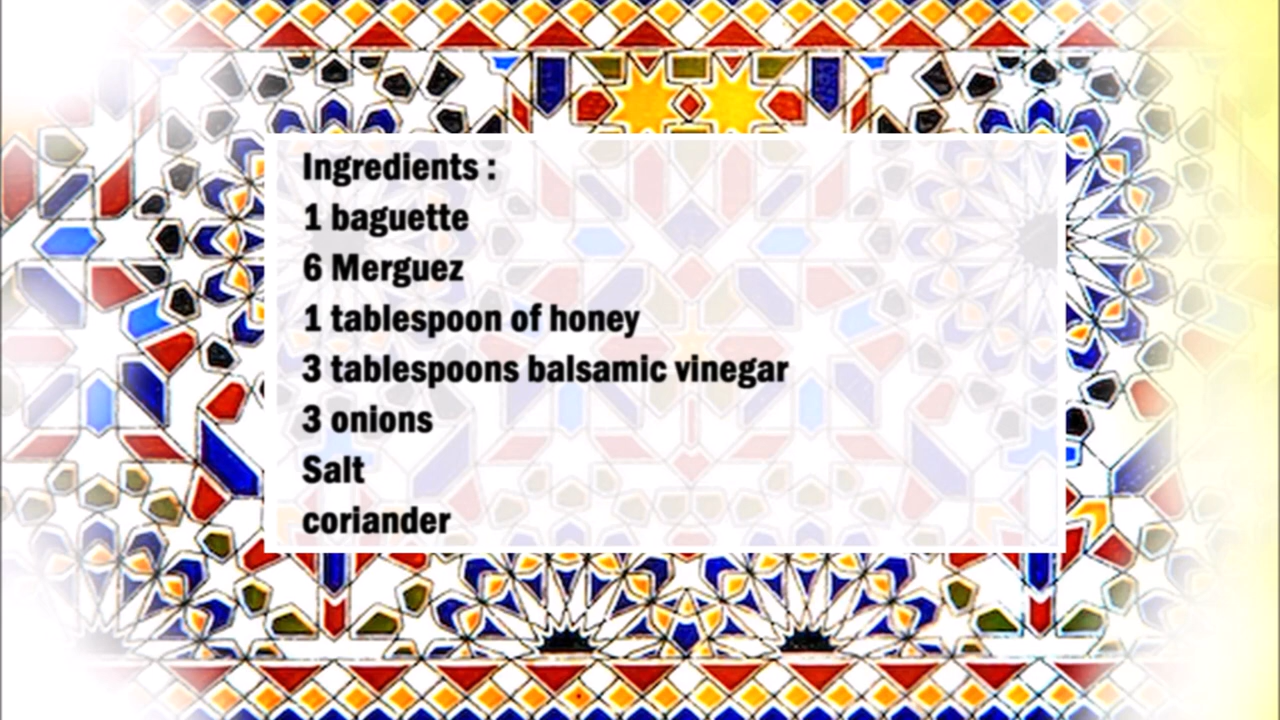 Ingredients :
1 baguette
6 Merguez
1 tablespoon of honey
3 tablespoons balsamic vinegar
3 onions
Salt
coriander